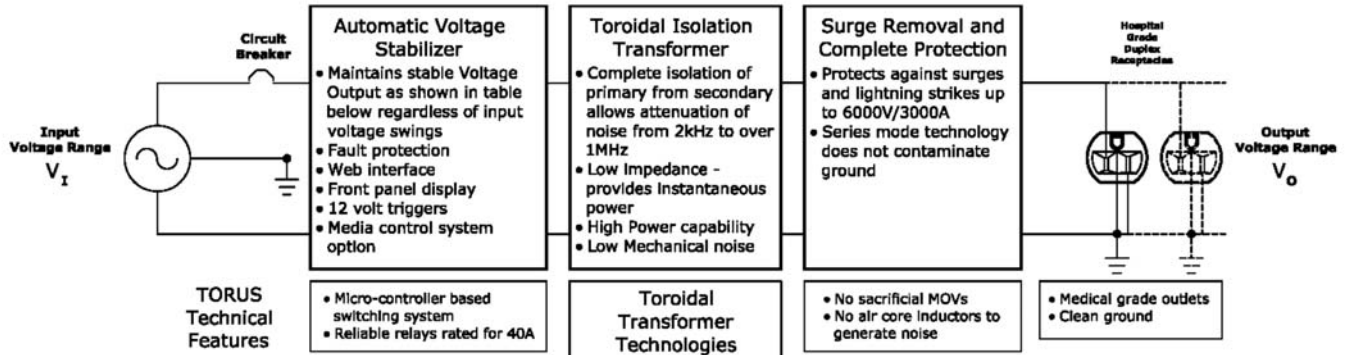 Circuit
Breaker
Input
Voltage Range
V_I
Automatic Voltage
Stabilizer
• Maintains stable Voltage
Output as shown in table
below regardless of input
voltage swings
• Fault protection
• Web interface
• Front panel display
• 12 volt triggers
• Media control system
option
Toroidal Isolation
Transformer
• Complete isolation of
primary from secondary
allows attenuation of
noise from 2kHz to over
1MHz
• Low Impedance -
provides instantaneous
power
• High Power capability
• Low Mechanical noise
Surge Removal and
Complete Protection
• Protects against surges
and lightning strikes up
to 6000V/3000A
• Series mode technology
does not contaminate
ground
Hospital
Grade
Duplex
Receptacles
Output
Voltage Range
V_O
TORUS
Technical
Features
• Micro-controller based
switching system
• Reliable relays rated for 40A
Toroidal
Transformer
Technologies
• No sacrificial MOVs
• No air core inductors to
generate noise
• Medical grade outlets
• Clean ground